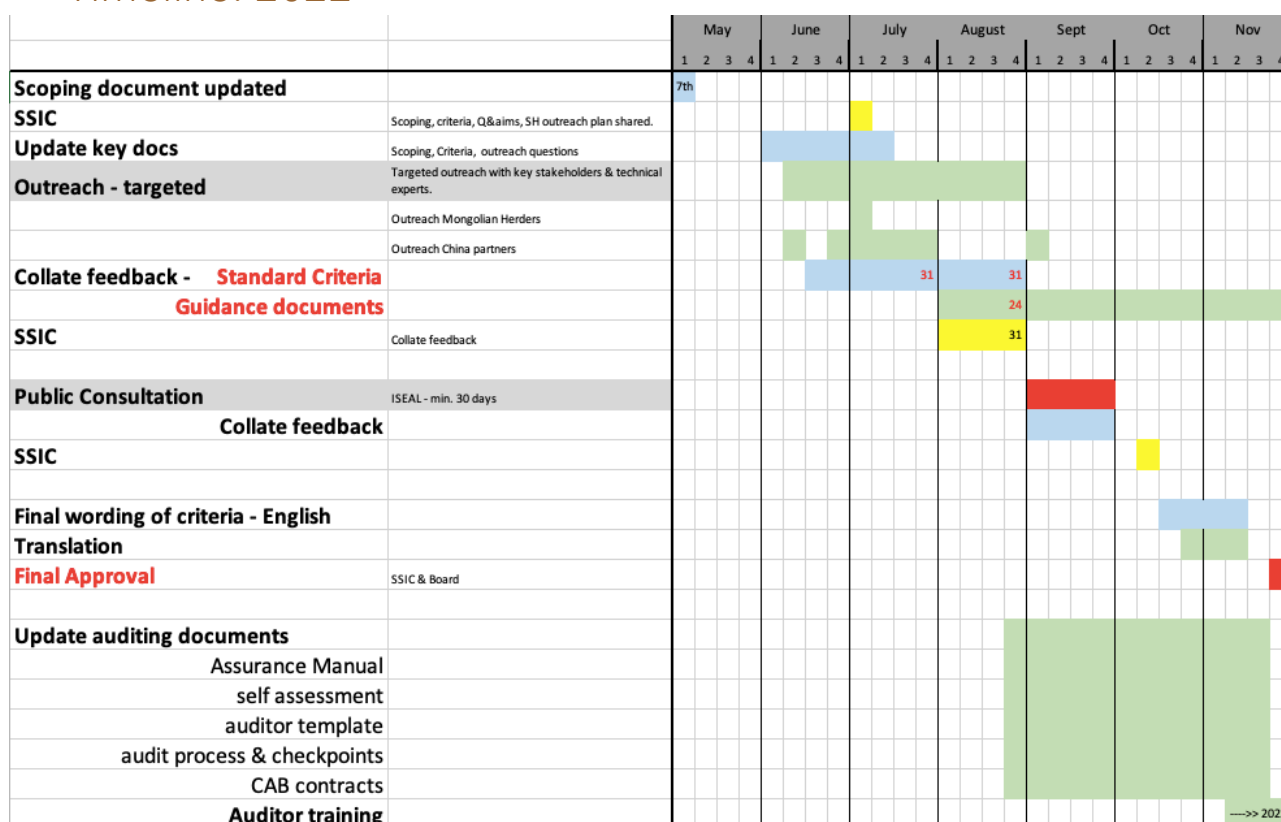 May June July August Sept Oct Nov
1 2 3 4 1 2 3 4 1 2 3 4 1 2 3 4 1 2 3 4 1 2 3 4 1 2 3
Scoping document updated 7th
SSIC Scoping, criteria, Q&aims, SH outreach plan shared.
Update key docs Scoping, Criteria, outreach questions
Outreach - targeted Targeted outreach with key stakeholders & technical
experts.
Outreach Mongolian Herders
Outreach China partners
Collate feedback - Standard Criteria 31 31
Guidance documents 24
SSIC Collate feedback 31
Public Consultation ISEAL - min. 30 days
Collate feedback
SSIC
Final wording of criteria - English
Translation
Final Approval SSIC & Board
Update auditing documents
Assurance Manual
self assessment
auditor template
audit process & checkpoints
CAB contracts
Auditor training ---->> 202